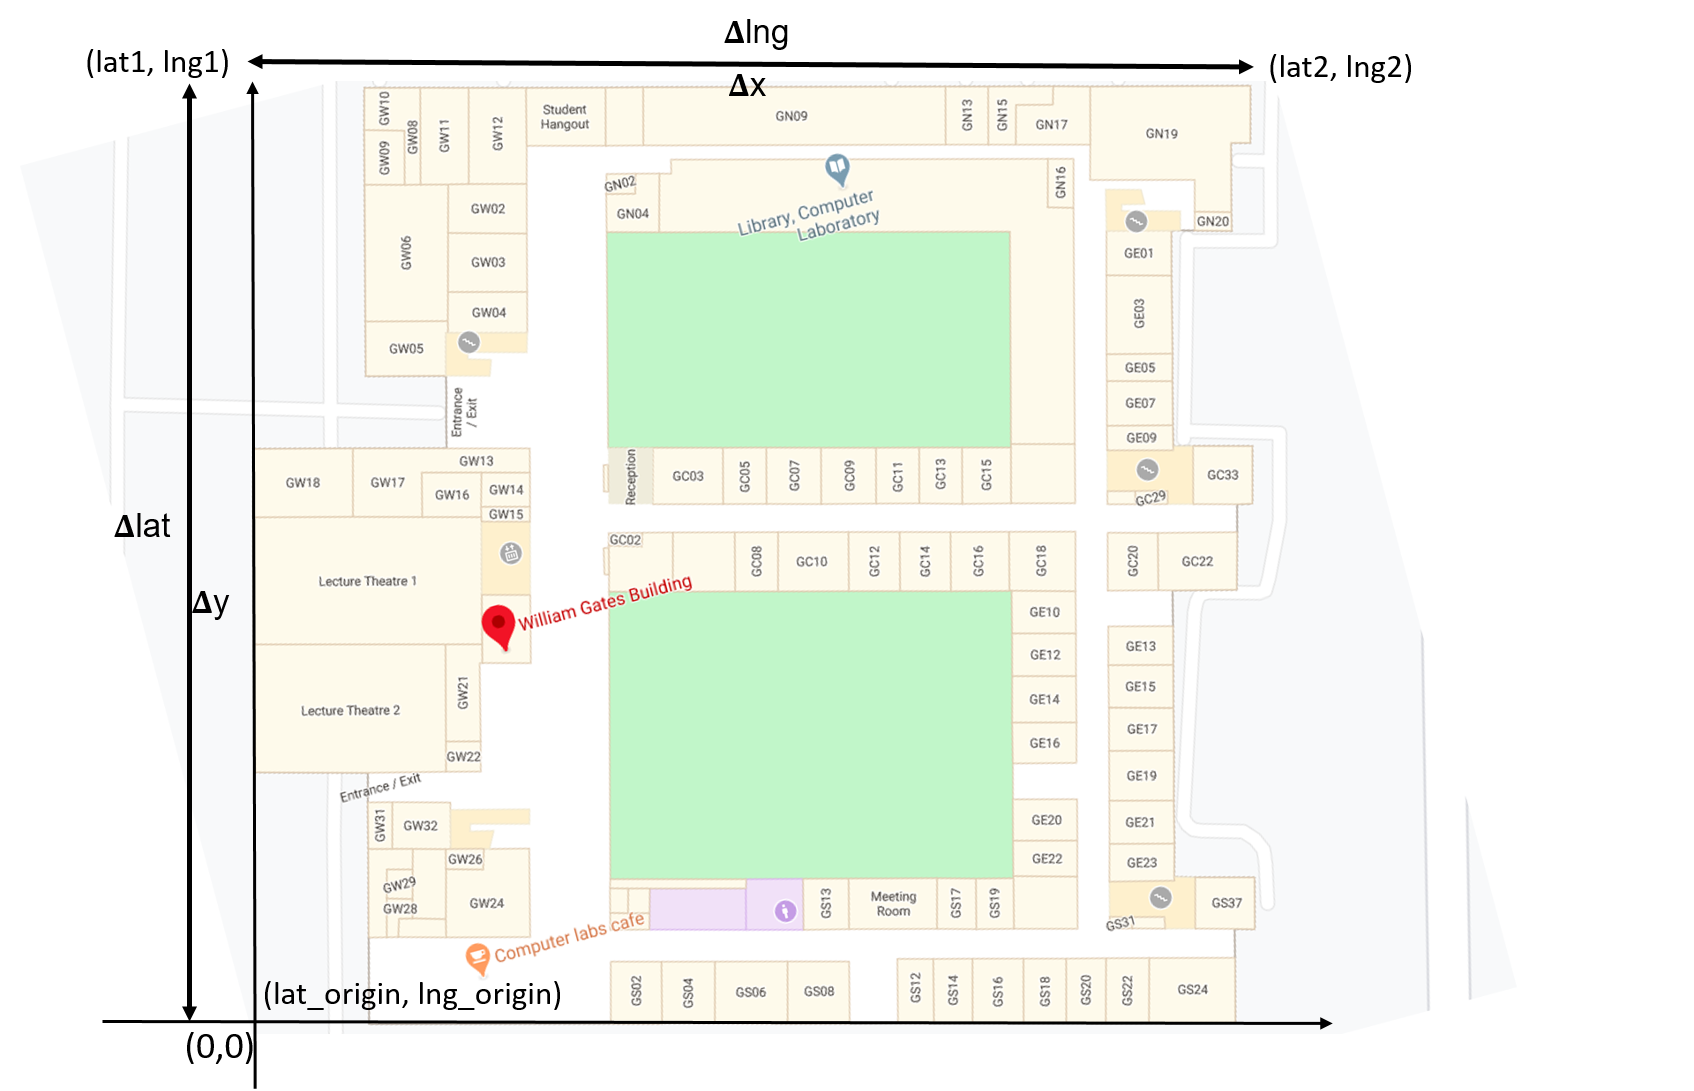 Δlng
(lat1, lng1)
(lat2, lng2)
Δx
GW10
GW09
GW08
GW11
GW12
Student
Hangout
GN09
GN13
GN15
GN17
GN19
GN02
GN04
Library, Computer
Laboratory
GN16
GN20
GW02
GW06
GW03
GW04
GW05
GE01
GE03
GE05
GE07
GE09
Entrance
/ Exit
GW13
GW18
GW17
GW16
GW14
GW15
Reception
GC03
GC05
GC07
GC09
GC11
GC13
GC15
GC33
GC29
Δlat
GC02
GC08
GC10
GC12
GC14
GC16
GC18
GC20
GC22
Lecture Theatre 1
Δy
William Gates Building
GE10
GE12
GE14
GE16
GE13
GE15
GE17
GE19
GE21
GE23
Lecture Theatre 2
GW21
GW22
Entrance / Exit
GW31
GW32
GW26
GW29
GW28
GW24
GE20
GE22
GS13
Meeting
Room
GS17
GS19
GS37
GS31
Computer labs cafe
(lat_origin, lng_origin)
GS02
GS04
GS06
GS08
GS12
GS14
GS16
GS18
GS20
GS22
GS24
(0,0)